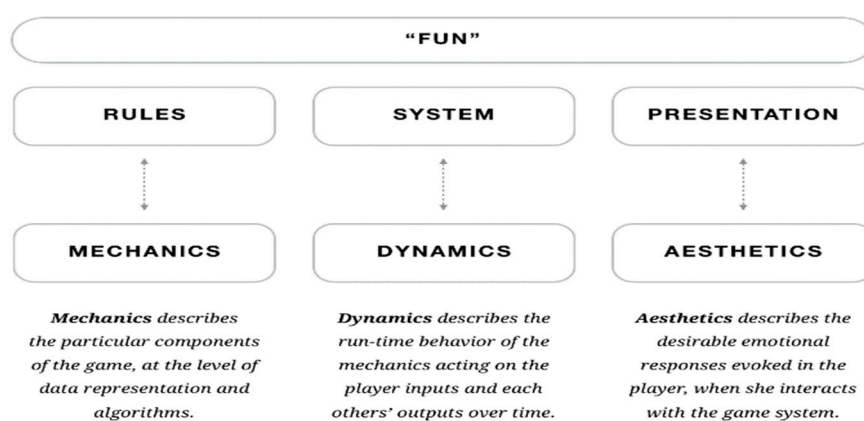 “FUN”
RULES
SYSTEM
PRESENTATION
MECHANICS
DYNAMICS
AESTHETICS
Mechanics describes
the particular components
of the game, at the level of
data representation and
algorithms.
Dynamics describes the
run-time behavior of the
mechanics acting on the
player inputs and each
others’ outputs over time.
Aesthetics describes the
desirable emotional
responses evoked in the
player, when she interacts
with the game system.